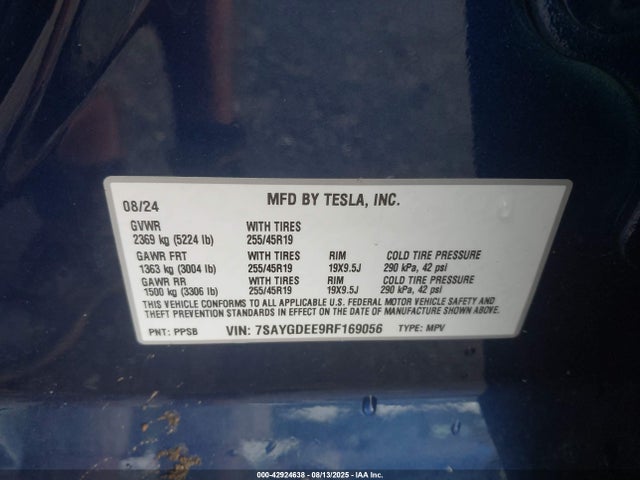 MFD BY TESLA, INC.
08/24
GVWR WITH TIRES
2369 kg (5224 lb) 255/45R19
GAWR FRT WITH TIRES RIM COLD TIRE PRESSURE
1363 kg (3004 lb) 255/45R19 19X9.5J 290 kPa, 42 psi
GAWR RR WITH TIRES RIM COLD TIRE PRESSURE
1500 kg (3306 lb) 255/45R19 19X9.5J 290 kPa, 42 psi
THIS VEHICLE CONFORMS TO ALL APPLICABLE U.S. FEDERAL MOTOR VEHICLE SAFETY AND
THEFT PREVENTION STANDARDS IN EFFECT ON THE DATE OF MANUFACTURE SHOWN ABOVE.
PNT: PPSB VIN: 7SAYGDEE9RF169056 TYPE: MPV
000-42924638 - 08/13/2025 - IAA Inc.